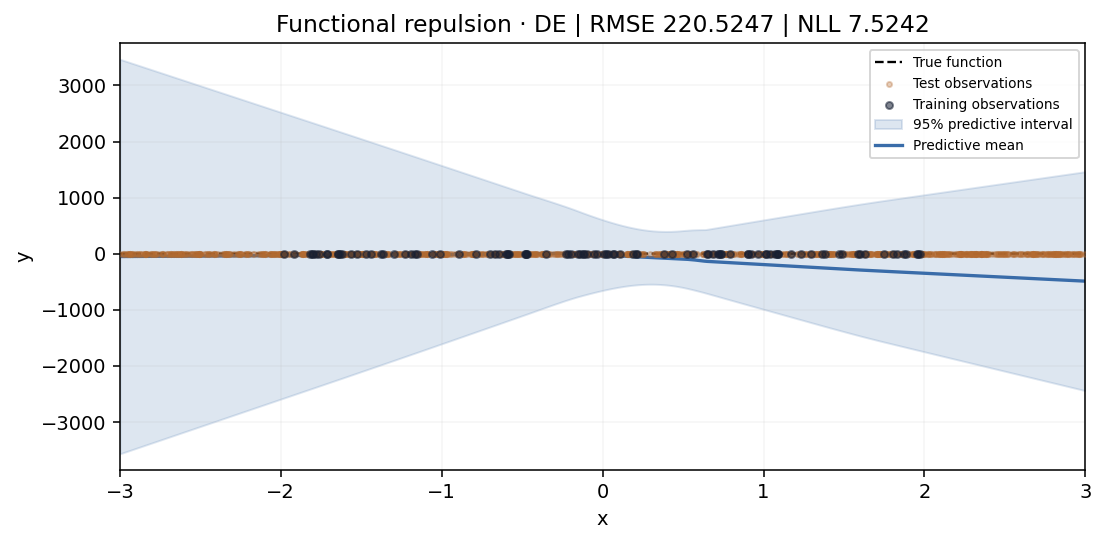 Functional repulsion · DE | RMSE 220.5247 | NLL 7.5242
True function
Test observations
Training observations
95% predictive interval
Predictive mean
3000
2000
1000
0
−1000
−2000
−3000
y
−3 −2 −1 0 1 2 3
x